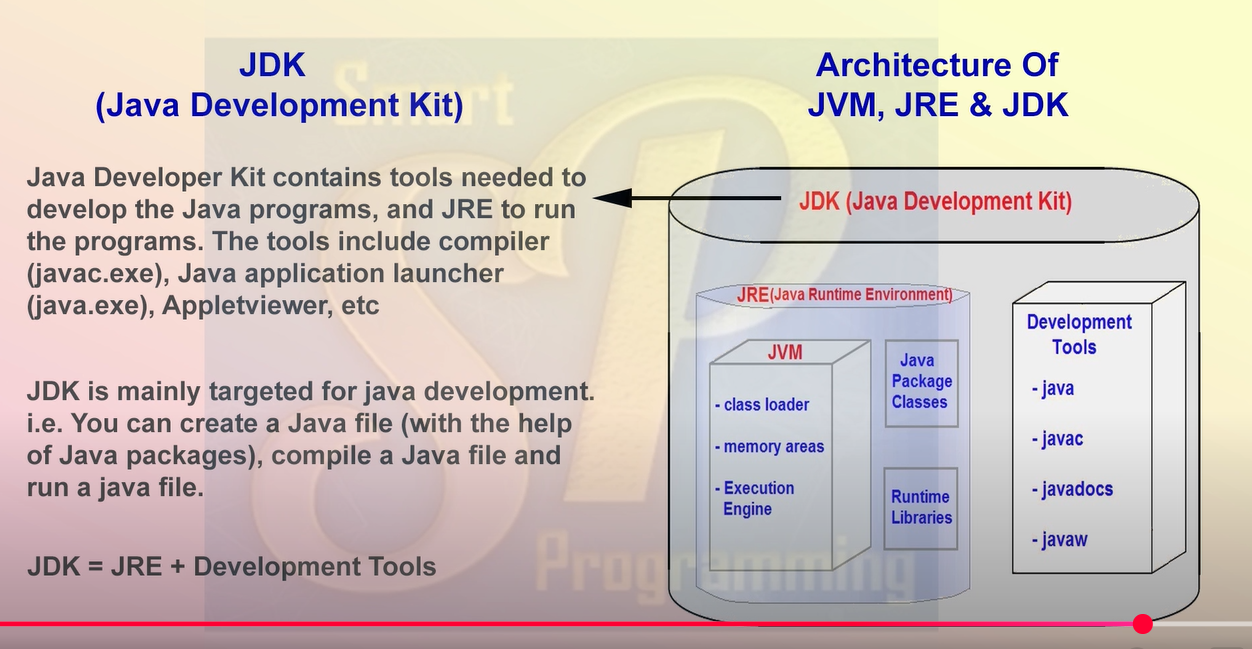 JDK
(Java Development Kit)
Java Developer Kit contains tools needed to
develop the Java programs, and JRE to run
the programs. The tools include compiler
(javac.exe), Java application launcher
(java.exe), Appletviewer, etc
JDK is mainly targeted for java development.
i.e. You can create a Java file (with the help
of Java packages), compile a Java file and
run a java file.
JDK = JRE + Development Tools
Architecture Of
JVM, JRE & JDK
JDK (Java Development Kit)
JRE(Java Runtime Environment)
JVM
- class loader
- memory areas
- Execution
Engine
Java
Package
Classes
Runtime
Libraries
Development
Tools
- java
- javac
- javadocs
- javaw
Smart
SP
Programming